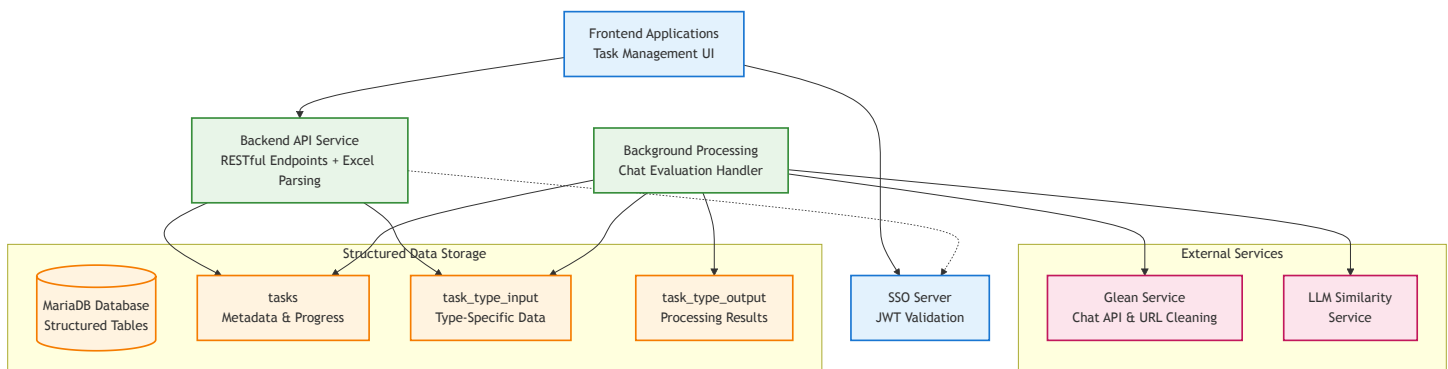 Frontend Applications
Task Management UI
Backend API Service
RESTful Endpoints + Excel
Parsing
Background Processing
Chat Evaluation Handler
Structured Data Storage
External Services
MariaDB Database
Structured Tables
tasks
Metadata & Progress
task_type_input
Type-Specific Data
task_type_output
Processing Results
SSO Server
JWT Validation
Glean Service
Chat API & URL Cleaning
LLM Similarity
Service